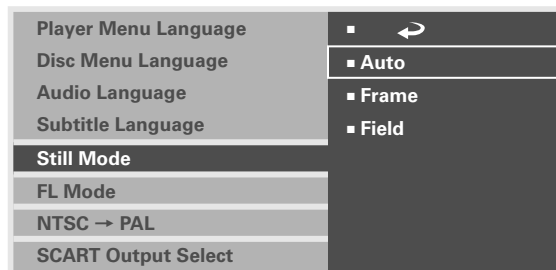 Player Menu Language
Disc Menu Language
Audio Language
Subtitle Language
Still Mode
FL Mode
NTSC → PAL
SCART Output Select
Auto
Frame
Field